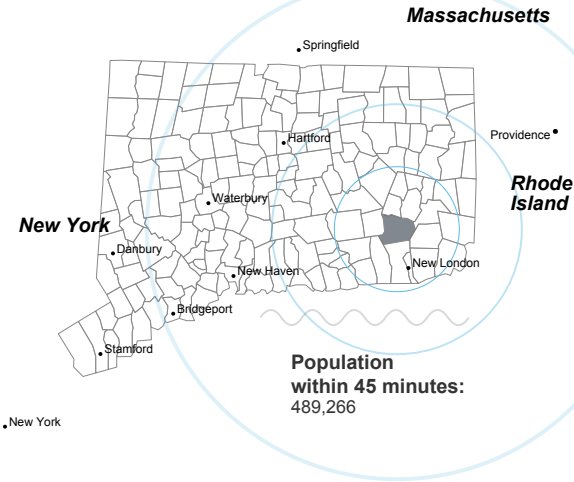 Massachusetts
Springfield
Providence
Hartford
Rhode
Island
Waterbury
New York
Danbury
New London
New Haven
Bridgeport
Stamford
Population
within 45 minutes:
489,266
New York